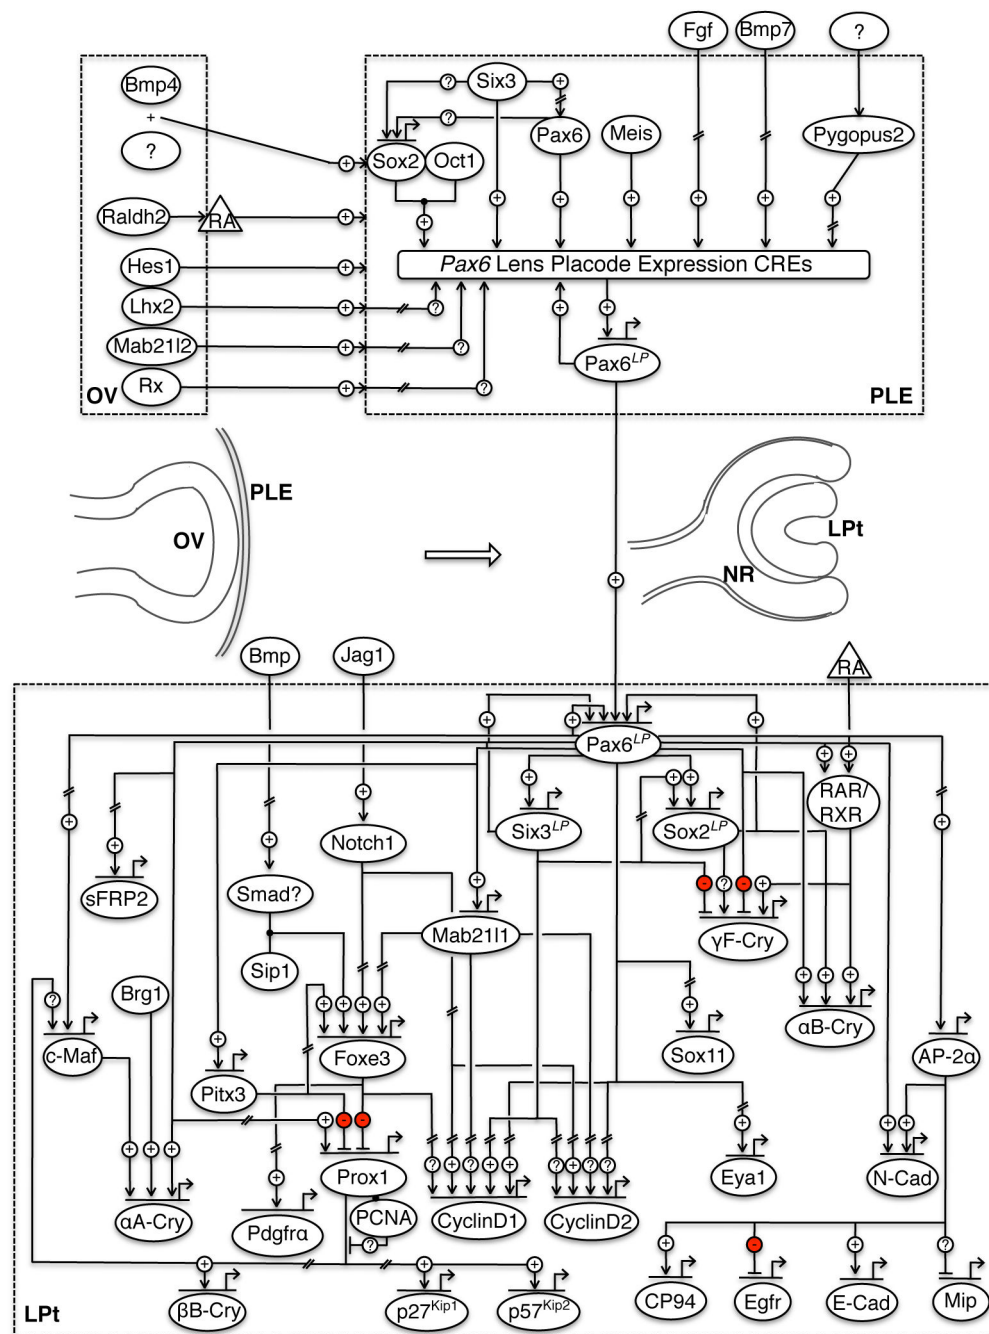 Fgf
Bmp7
?
Bmp4
+
?
Six3
?
+
?
Pax6
Meis
Pygopus2
Sox2
Oct1
+
Raldh2
RA
+
+
+
+
+
+
+
+
Hes1
+
Pax6 Lens Placode Expression CREs
Lhx2
+
?
+
+
Mab21l2
+
?
Pax6LP
Rx
+
?
OV
PLE
PLE
OV
LPt
NR
+
Bmp
Jag1
RA
+
+
+
Pax6LP
+
+
+
+
+
+
RAR/
RXR
+
+
+
Six3LP
Sox2LP
Notch1
+
sFRP2
+
-
?
-
+
Smad?
Mab21l1
γF-Cry
Sip1
+
+
+
Brg1
?
+
+
+
+
+
αB-Cry
c-Maf
+
Foxe3
Sox11
AP-2α
Pitx3
+
-
-
+
+
+
+
+
+
?
+
?
+
+
?
+
?
?
N-Cad
Prox1
Eya1
+
αA-Cry
Pdgfrα
PCNA
CyclinD1
CyclinD2
?
+
-
+
?
+
+
+
βB-Cry
p27Kip1
p57Kip2
CP94
Egfr
E-Cad
Mip
LPt